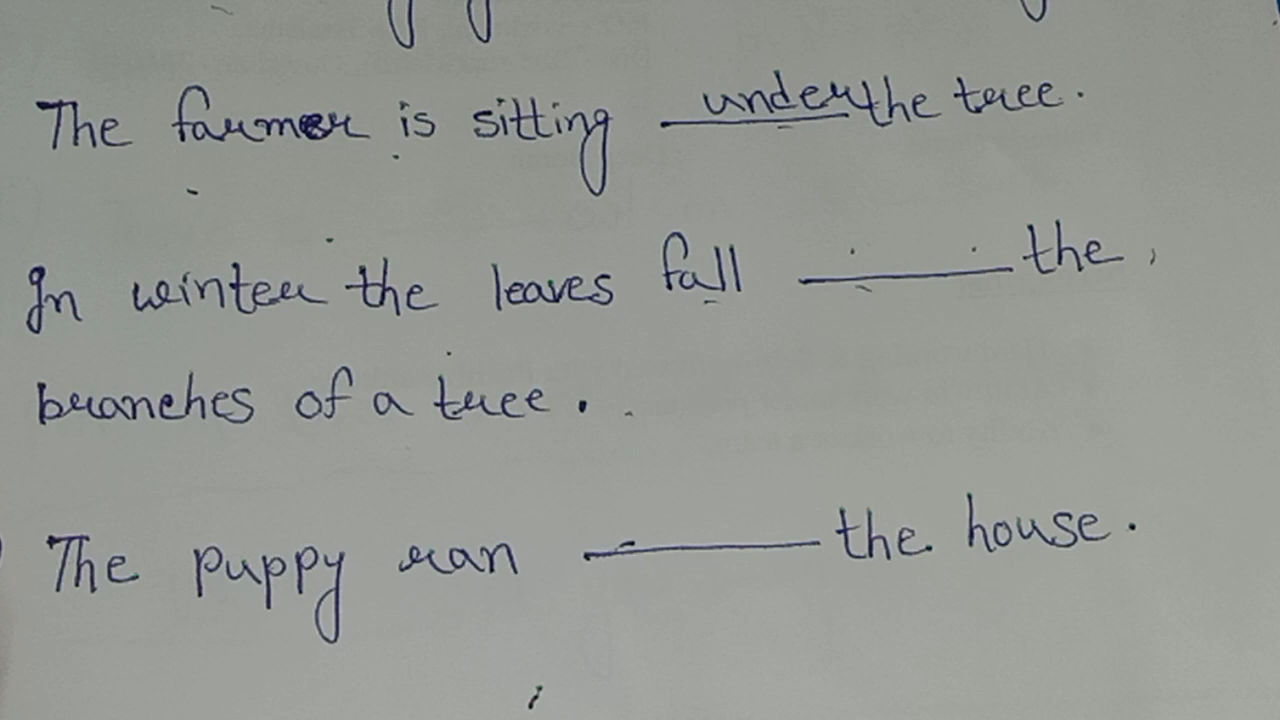 The farmer is sitting under the tree.
In winter the leaves fall ______ the
branches of a tree.
The puppy ran ______ the house.